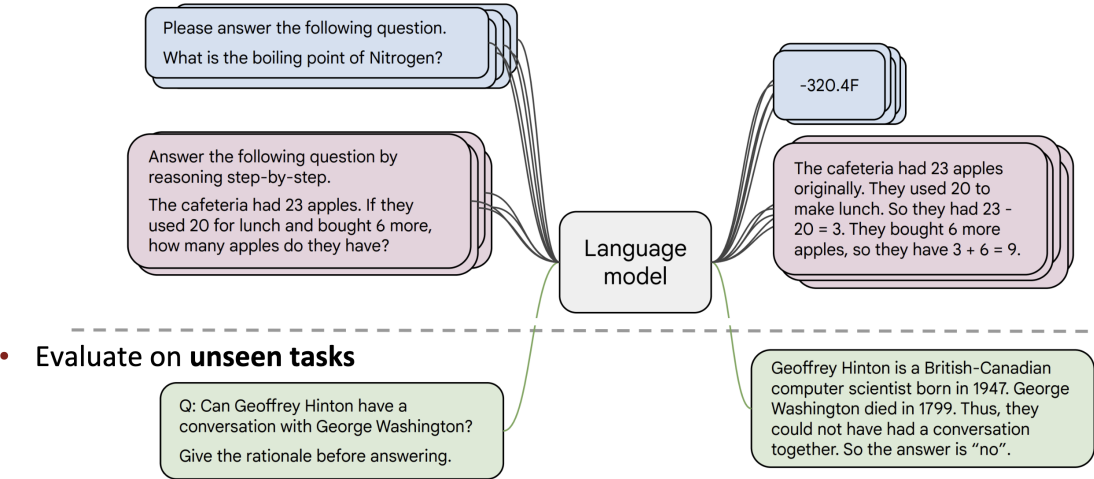 Please answer the following question.
What is the boiling point of Nitrogen?
-320.4F
Answer the following question by
reasoning step-by-step.
The cafeteria had 23 apples. If they
used 20 for lunch and bought 6 more,
how many apples do they have?
Language
model
The cafeteria had 23 apples
originally. They used 20 to
make lunch. So they had 23 -
20 = 3. They bought 6 more
apples, so they have 3 + 6 = 9.
• Evaluate on unseen tasks
Q: Can Geoffrey Hinton have a
conversation with George Washington?
Give the rationale before answering.
Geoffrey Hinton is a British-Canadian
computer scientist born in 1947. George
Washington died in 1799. Thus, they
could not have had a conversation
together. So the answer is “no”.